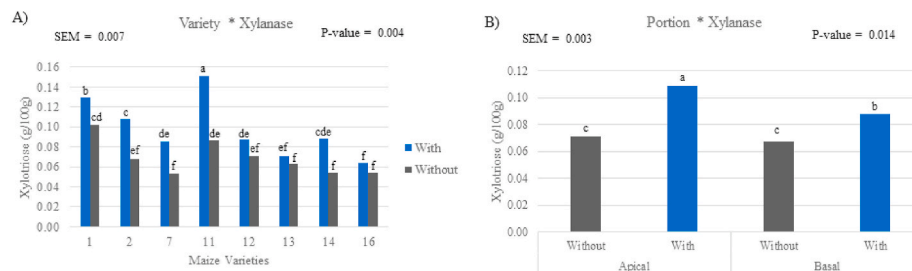 A)
Variety * Xylanase
SEM = 0.007
P-value = 0.004
Xylotriose (g/100g)
0.16
0.14
0.12
0.10
0.08
0.06
0.04
0.02
0.00
b
cd
c
ef
de
f
a
de
de
ef
ef
f
cde
f
f
f
With
Without
1
2
7
11
12
13
14
16
Maize Varieties
B)
Portion * Xylanase
SEM = 0.003
P-value = 0.014
Xylotriose (g/100g)
0.12
0.10
0.08
0.06
0.04
0.02
0.00
c
a
c
b
Without
With
Without
With
Apical
Basal